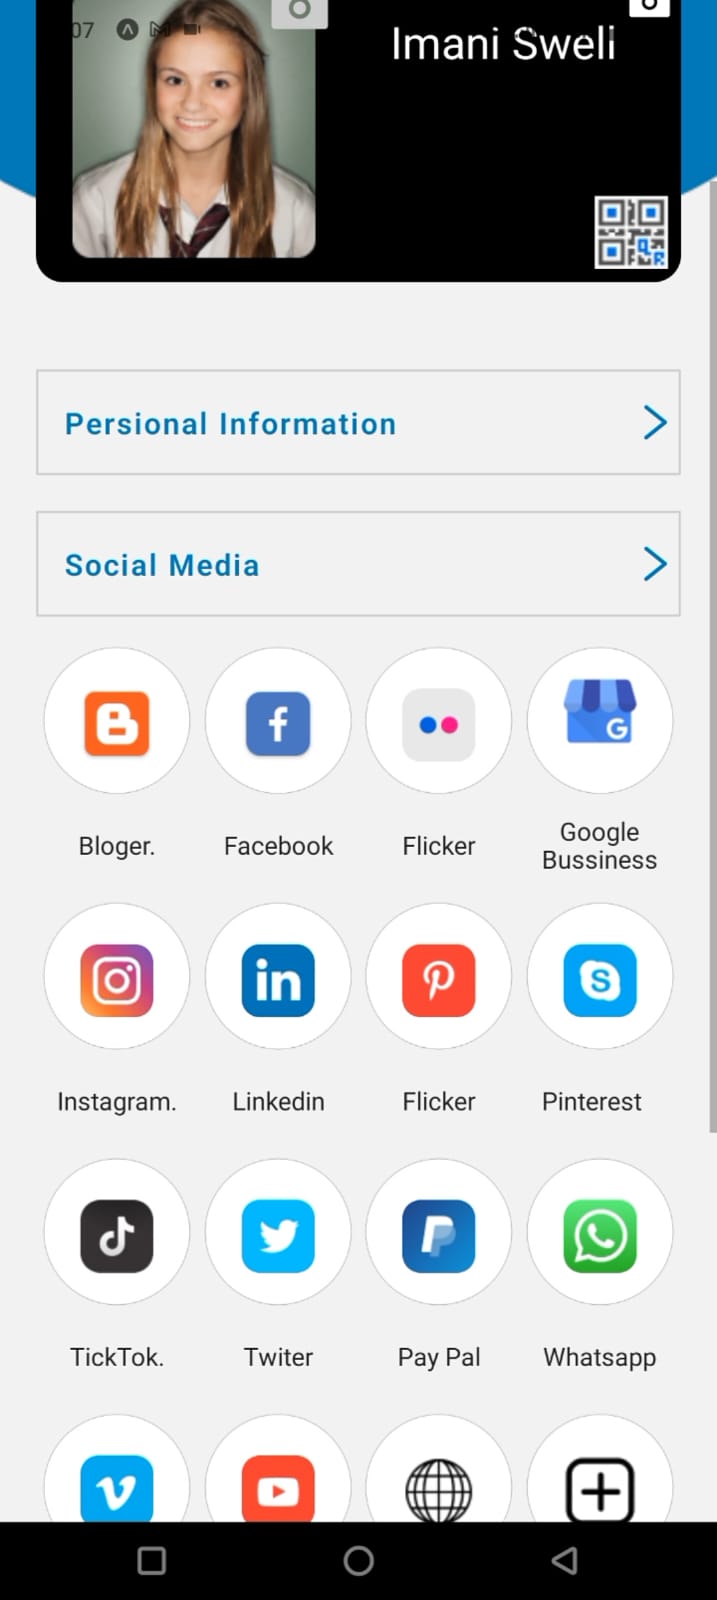 07
Imani Sweli
Persional Information
Social Media
Bloger.
Facebook
Flicker
Google
Bussiness
Instagram.
Linkedin
Flicker
Pinterest
TickTok.
Twiter
Pay Pal
Whatsapp